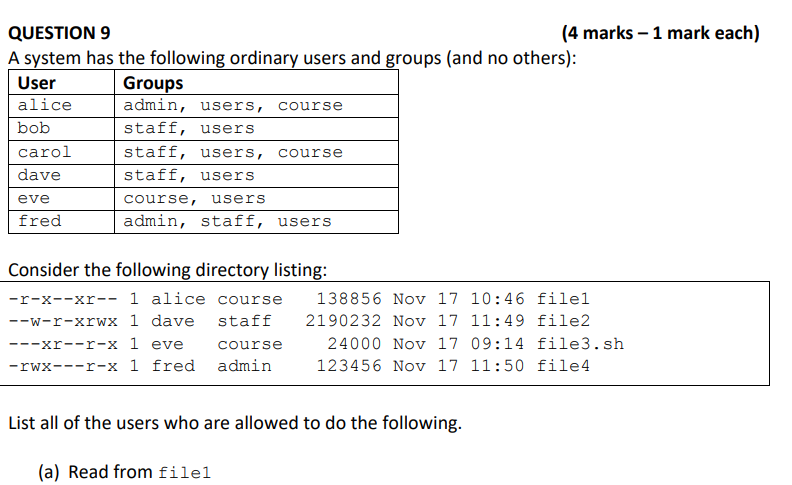 QUESTION 9 (4 marks – 1 mark each)
A system has the following ordinary users and groups (and no others):
User Groups
alice admin, users, course
bob staff, users
carol staff, users, course
dave staff, users
eve course, users
fred admin, staff, users
Consider the following directory listing:
-r-x--xr-- 1 alice course 138856 Nov 17 10:46 file1
--w-r-xrwx 1 dave staff 2190232 Nov 17 11:49 file2
---xr--r-x 1 eve course 24000 Nov 17 09:14 file3.sh
-rwx---r-x 1 fred admin 123456 Nov 17 11:50 file4
List all of the users who are allowed to do the following.
(a) Read from file1